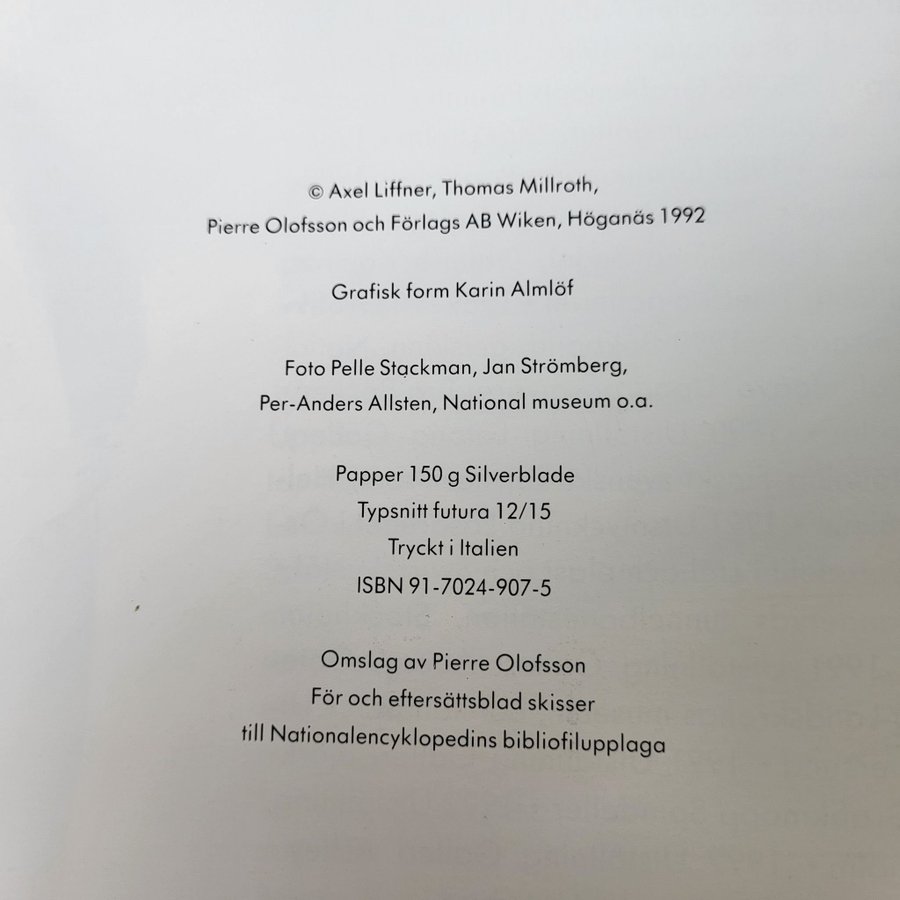 © Axel Liffner, Thomas Millroth,
Pierre Olofsson och Förlags AB Wiken, Höganäs 1992
Grafisk form Karin Almlöf
Foto Pelle Stackman, Jan Strömberg,
Per-Anders Allsten, National museum o.a.
Papper 150 g Silverblade
Typsnitt futura 12/15
Tryckt i Italien
ISBN 91-7024-907-5
Omslag av Pierre Olofsson
För och eftersättsblad skisser
till Nationalencyklopedins bibliofilupplaga